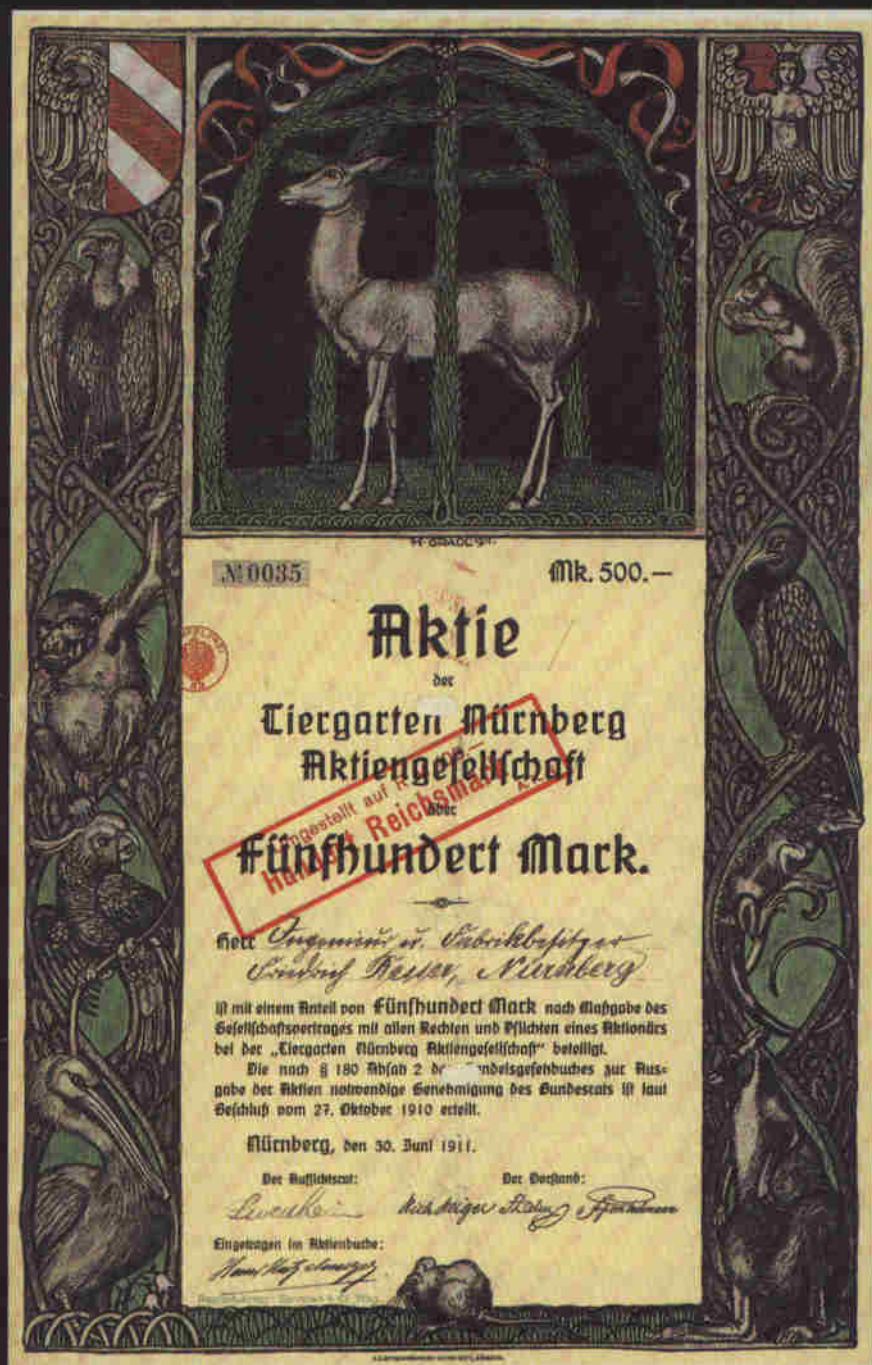 H·GRADL·1911·
№ 0035
Mk. 500.—
Aktie
der
Tiergarten Nürnberg
Aktiengesellschaft
über
Fünfhundert Mark.
auf
Hundert Reichsmark
Herr Ingenieur u. Fabrikbesitzer
Friedrich Nürnberg
ist mit einem Anteil von Fünfhundert Mark nach Maßgabe des
Gesellschaftsvertrages mit allen Rechten und Pflichten eines Aktionärs
bei der „Tiergarten Nürnberg Aktiengesellschaft“ beteiligt.
Die nach § 180 Absatz 2 des Handelsgesetzbuches zur Aus-
gabe der Aktien notwendige Genehmigung des Bundesrats ist laut
Beschluß vom 27. Oktober 1910 erteilt.
Nürnberg, den 30. Juni 1911.
Der Aufsichtsrat:
Der Vorstand:
Eingetragen im Aktienbuche: